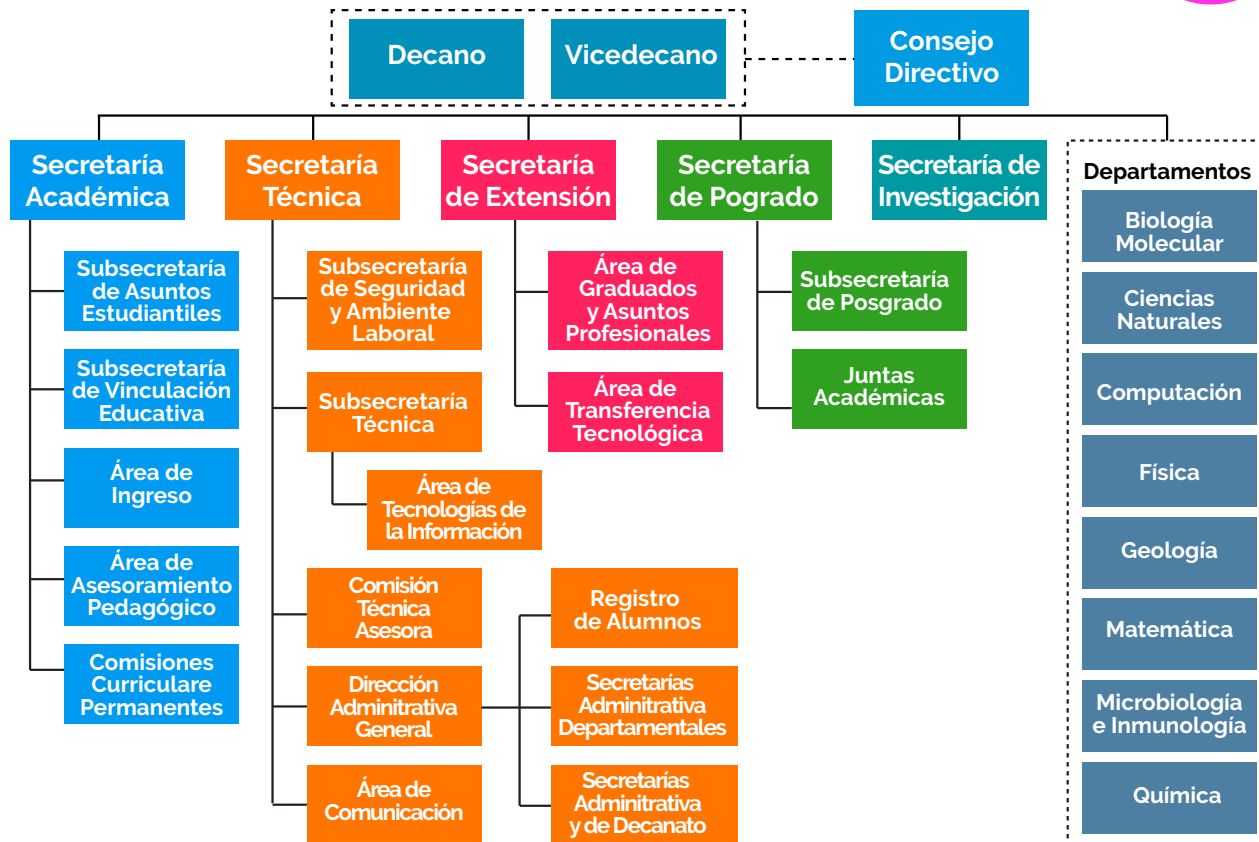 Decano
Vicedecano
Consejo
Directivo
Secretaría
Académica
Secretaría
Técnica
Secretaría
de Extensión
Secretaría
de Pogrado
Secretaría de
Investigación
Departamentos
Subsecretaría
de Asuntos
Estudiantiles
Subsecretaría
de Vinculación
Educativa
Área de
Ingreso
Área de
Asesoramiento
Pedagógico
Comisiones
Curriculare
Permanentes
Subsecretaría
de Seguridad
y Ambiente
Laboral
Subsecretaría
Técnica
Área de
Tecnologías de
la Información
Comisión
Técnica
Asesora
Dirección
Adminitrativa
General
Área de
Comunicación
Registro
de Alumnos
Secretarías
Adminitrativa
Departamentales
Secretarías
Adminitrativa
y de Decanato
Área de
Graduados
y Asuntos
Profesionales
Área de
Transferencia
Tecnológica
Subsecretaría
de Posgrado
Juntas
Académicas
Biología
Molecular
Ciencias
Naturales
Computación
Física
Geología
Matemática
Microbiología
e Inmunología
Química